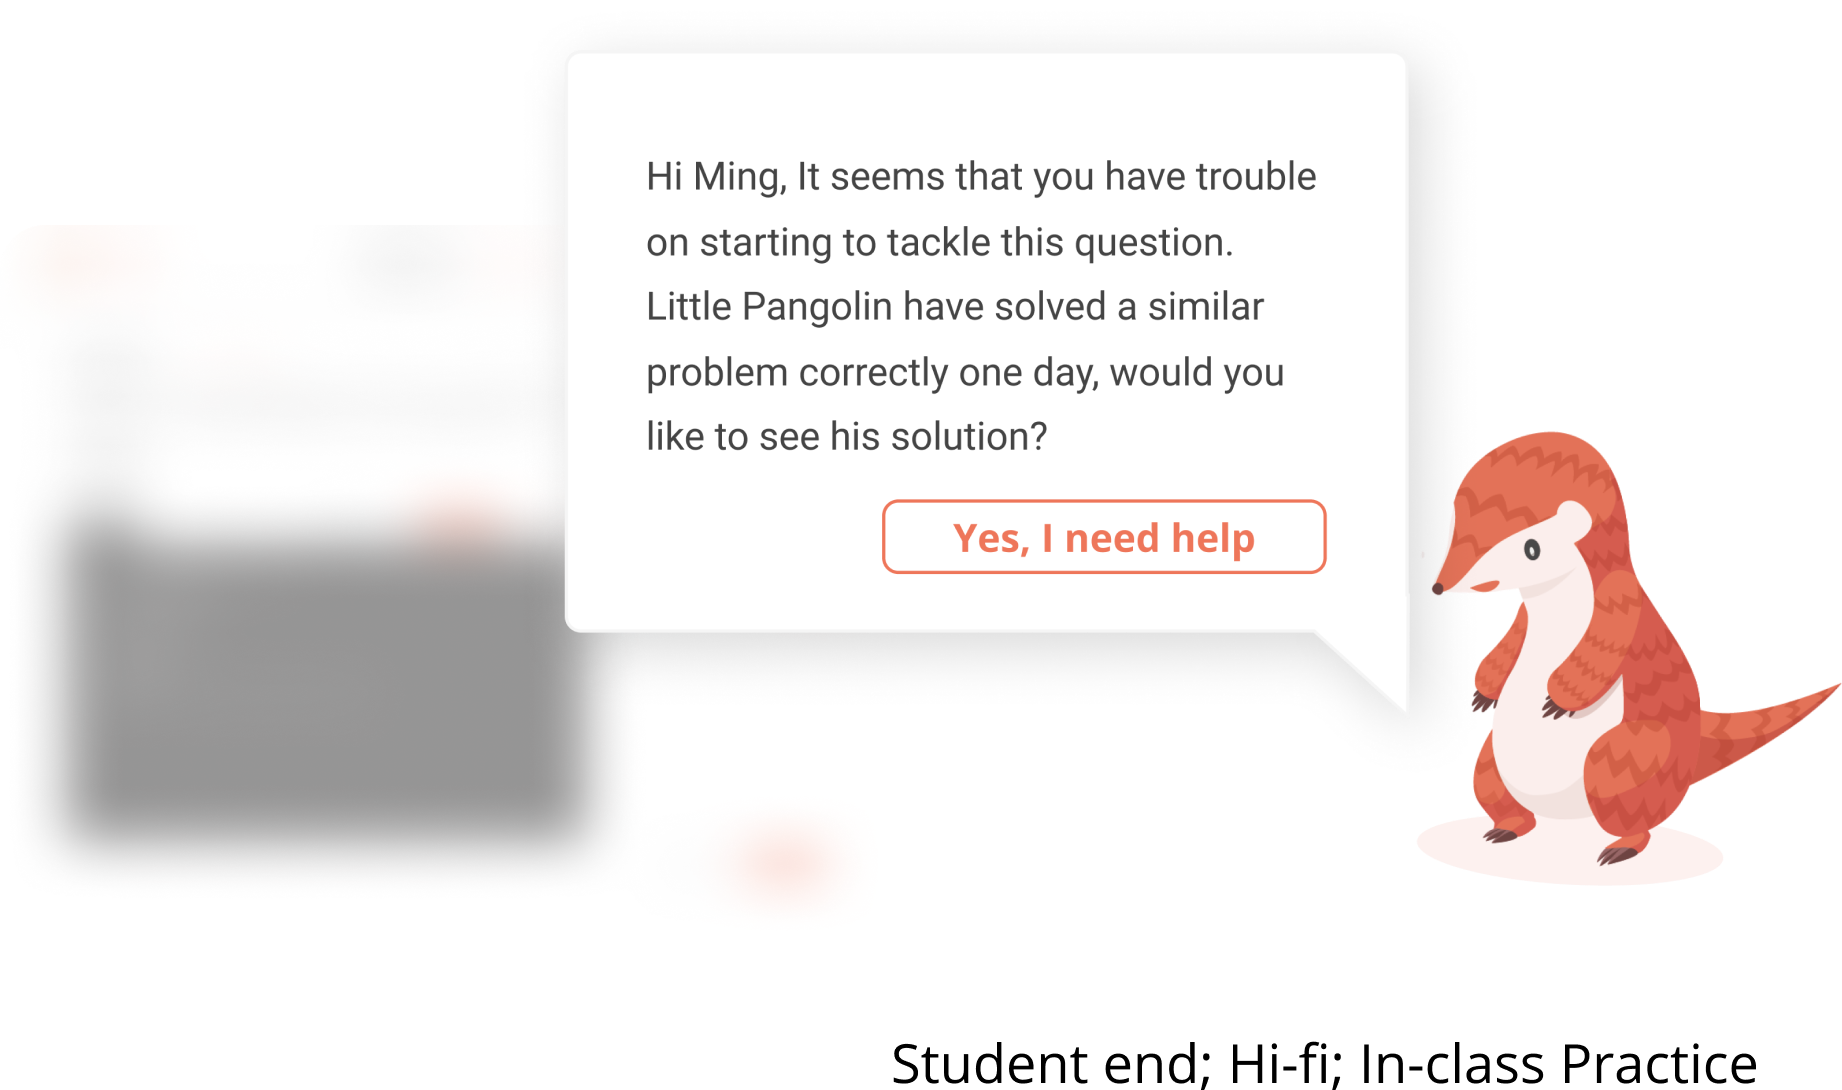 Hi Ming, It seems that you have trouble
on starting to tackle this question.
Little Pangolin have solved a similar
problem correctly one day, would you
like to see his solution?
Yes, I need help
Student end; Hi-fi; In-class Practice